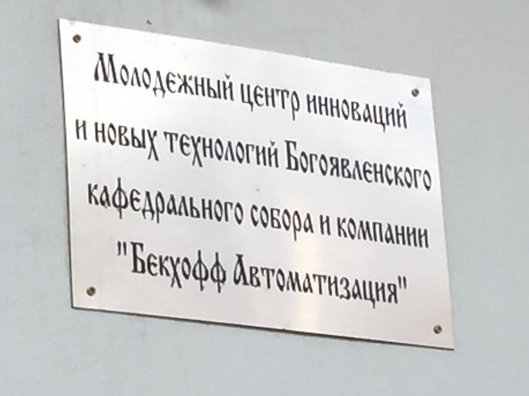 Молодежный центр инноваций
и новых технологий Богоявленского
кафедрального собора и компании
"Бекхофф Автоматизация"